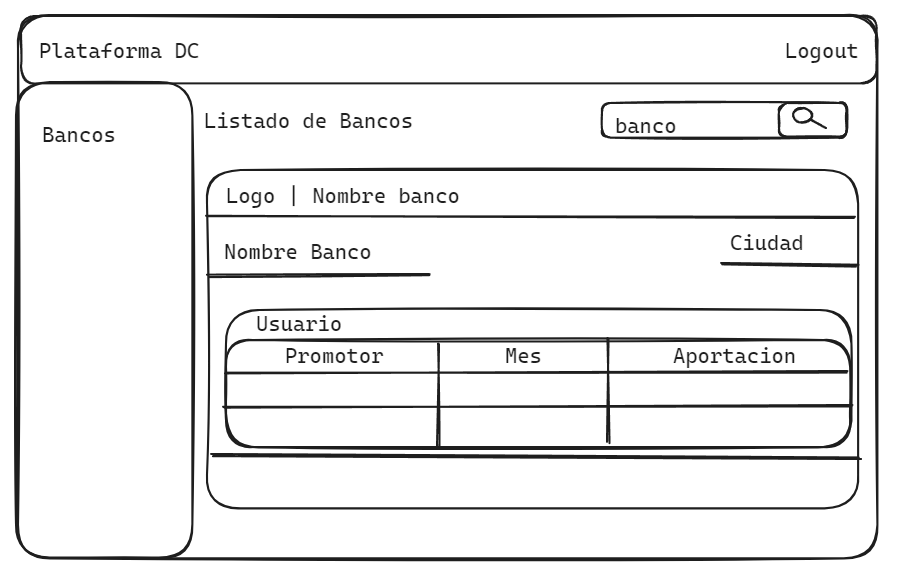 Plataforma DC
Logout
Bancos
Listado de Bancos
banco
Logo | Nombre banco
Nombre Banco
Ciudad
Usuario
Promotor Mes Aportacion